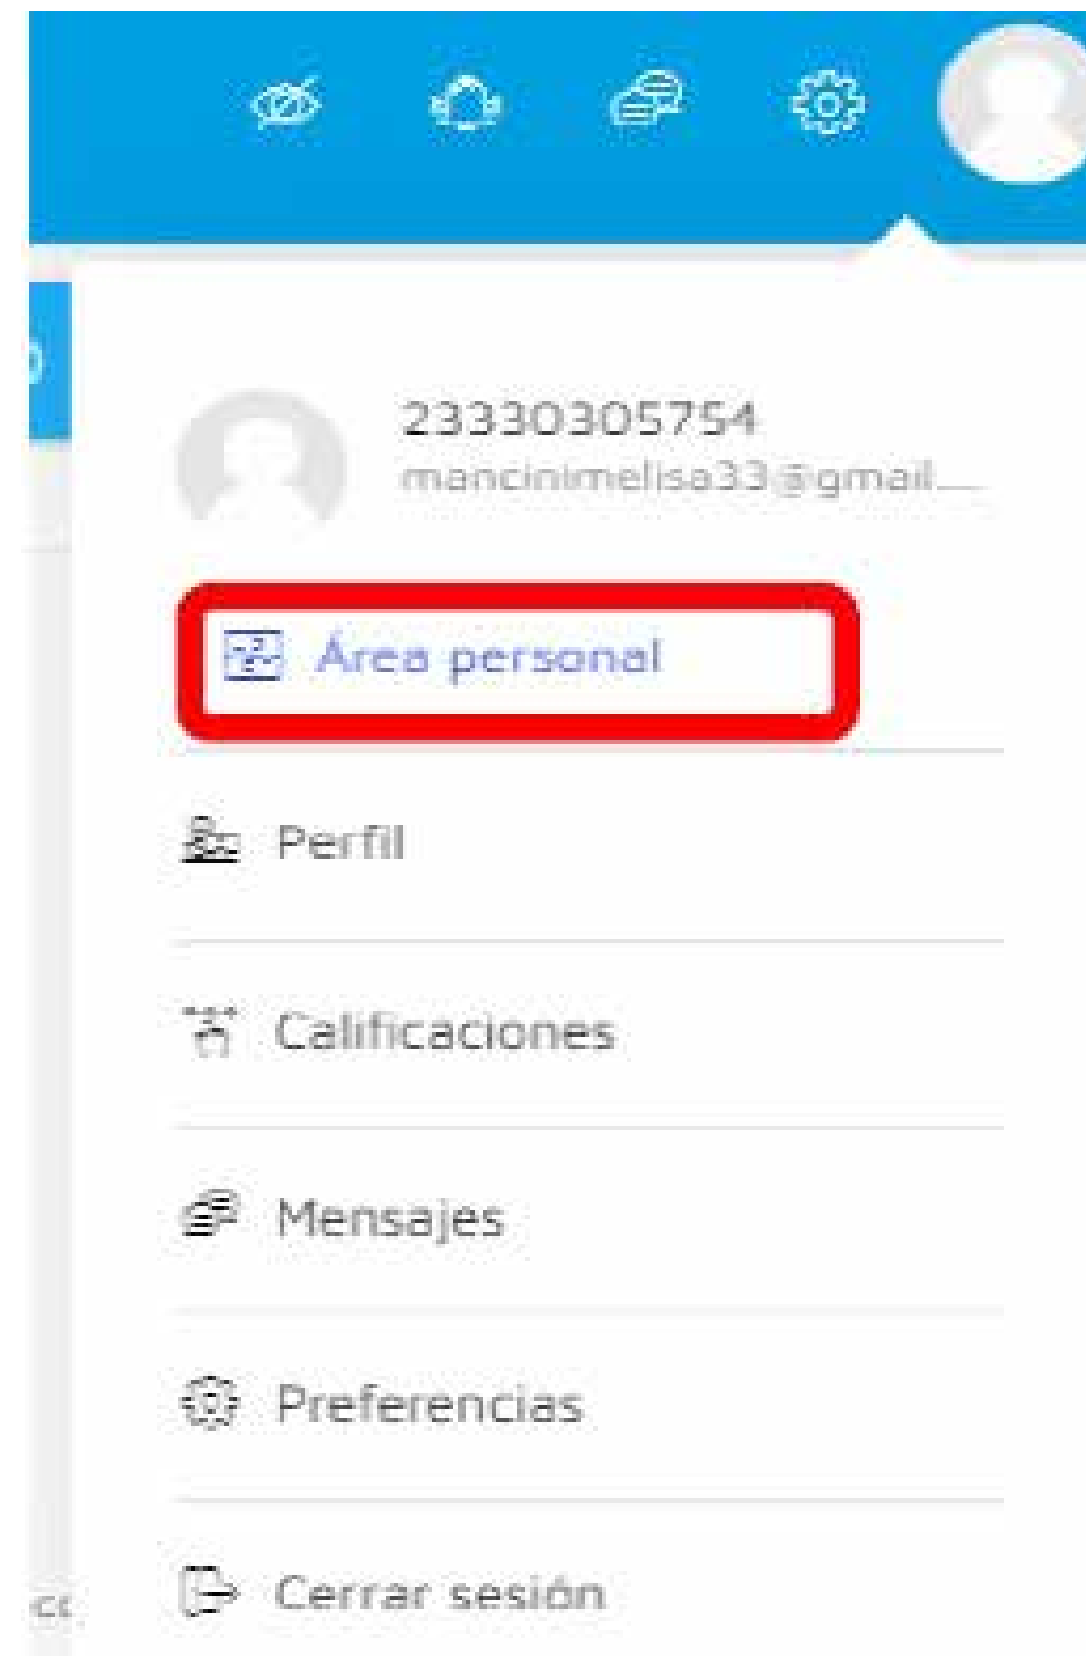 23330305754
mancinimelisa33@gmail....
Área personal
Perfil
Calificaciones
Mensajes
Preferencias
Cerrar sesión